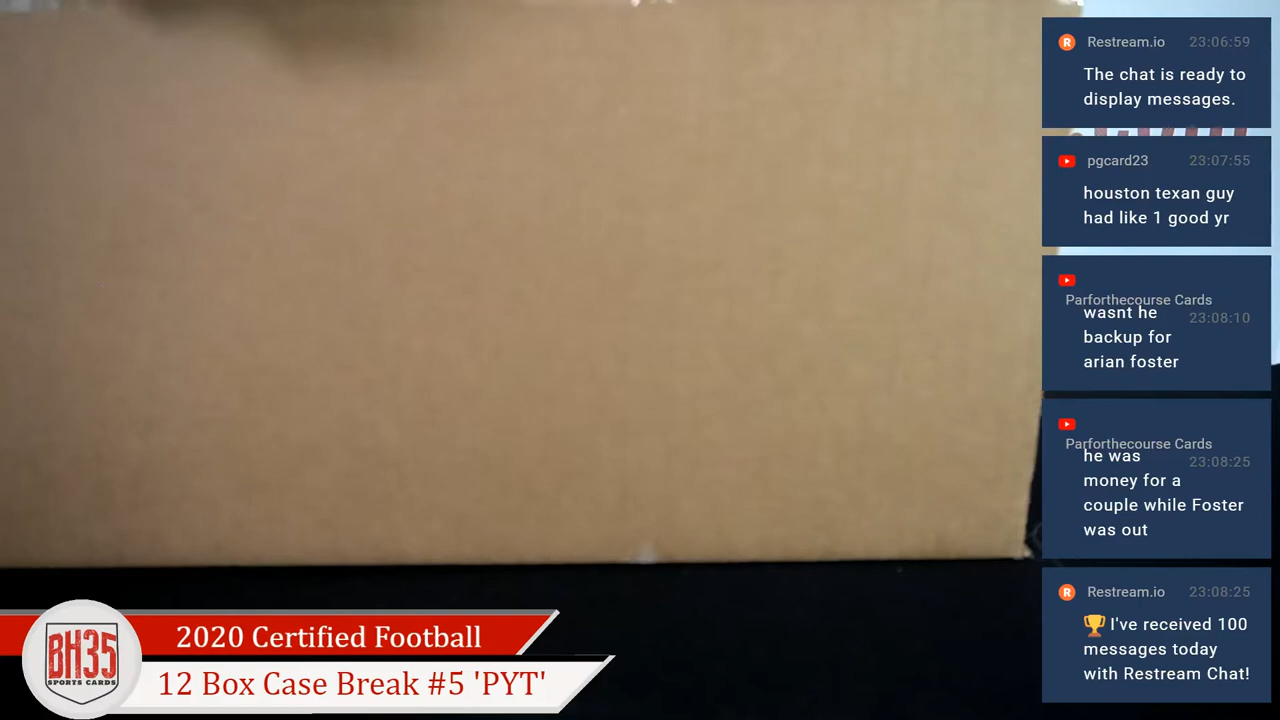 Restream.io 23:06:59
The chat is ready to
display messages.
pgcard23 23:07:55
houston texan guy
had like 1 good yr
Parforthecourse Cards
wasnt he 23:08:10
backup for
arian foster
Parforthecourse Cards
he was 23:08:25
money for a
couple while Foster
was out
Restream.io 23:08:25
🏆 I've received 100
messages today
with Restream Chat!
2020 Certified Football
12 Box Case Break #5 'PYT'
BH35
SPORTS CARDS